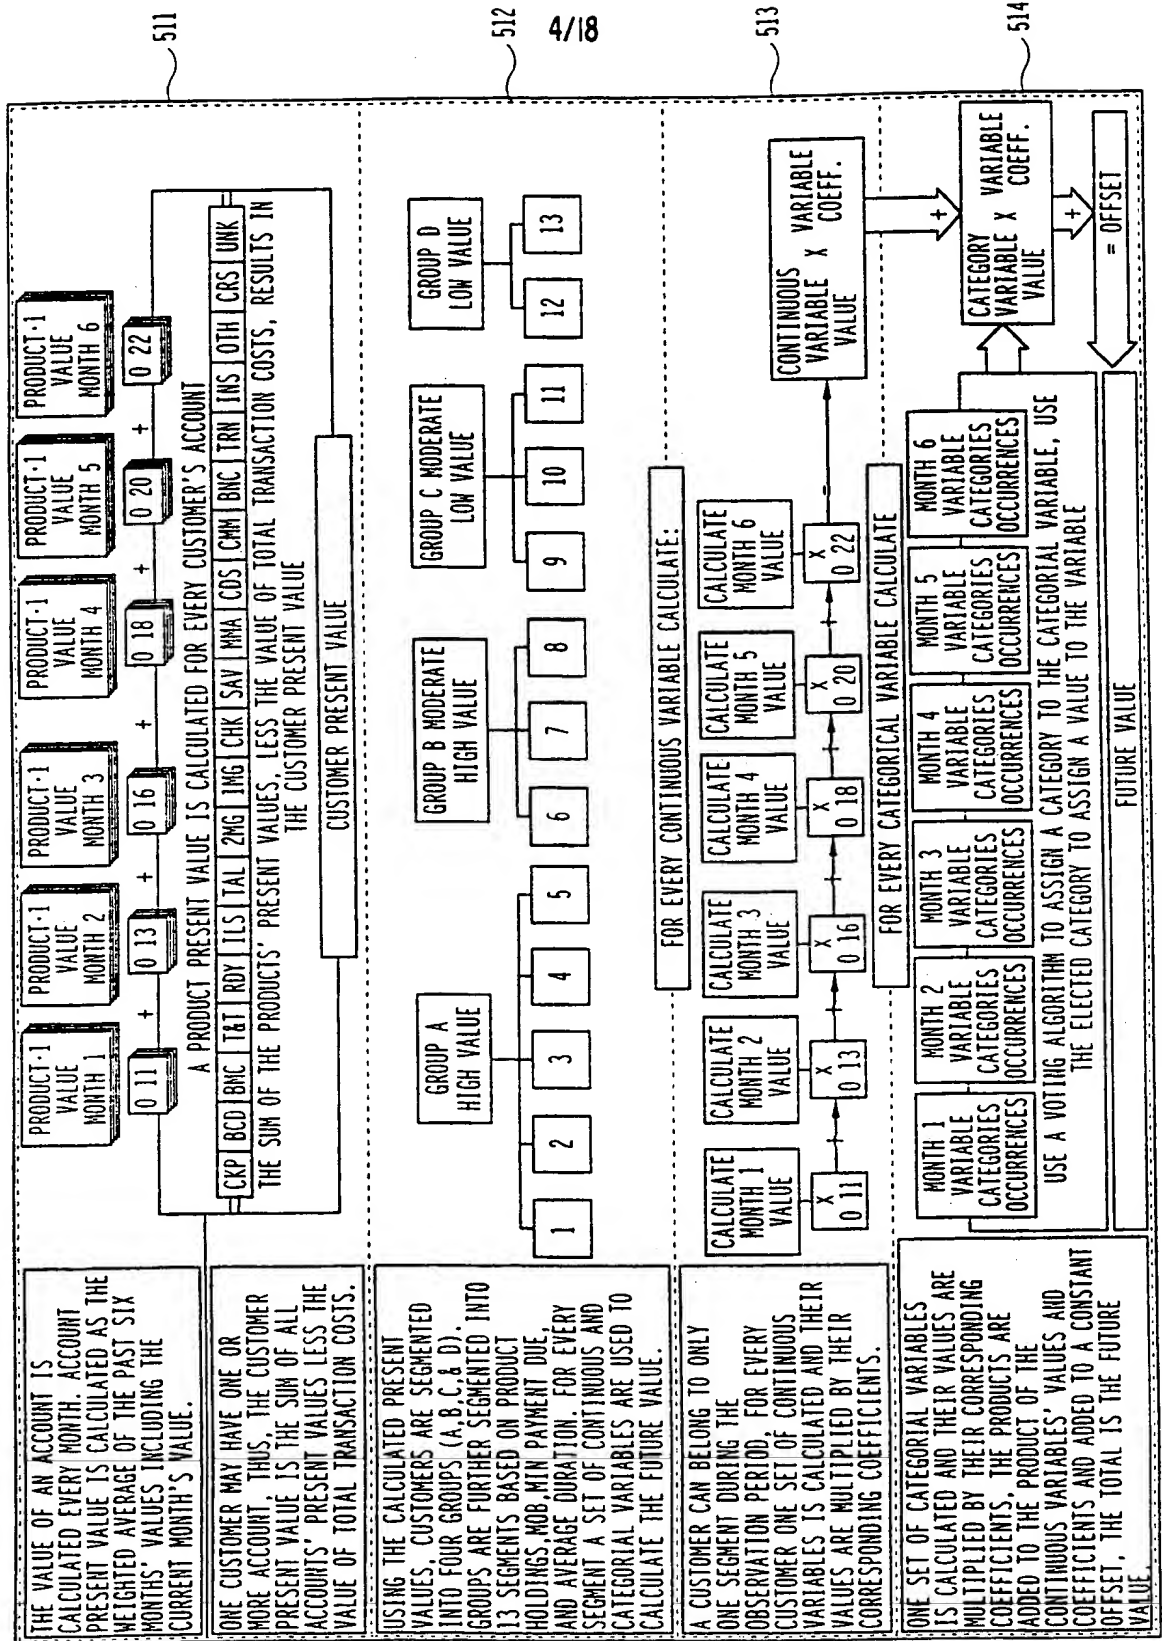 4/18
511
THE VALUE OF AN ACCOUNT IS
CALCULATED EVERY MONTH. ACCOUNT
PRESENT VALUE IS CALCULATED AS THE
WEIGHTED AVERAGE OF THE PAST SIX
MONTHS' VALUES INCLUDING THE
CURRENT MONTH'S VALUE.
PRODUCT-1
VALUE
MONTH 1
PRODUCT-1
VALUE
MONTH 2
PRODUCT-1
VALUE
MONTH 3
PRODUCT-1
VALUE
MONTH 4
PRODUCT-1
VALUE
MONTH 5
PRODUCT-1
VALUE
MONTH 6
0 11 + 0 13 + 0 16 + 0 18 + 0 20 + 0 22
A PRODUCT PRESENT VALUE IS CALCULATED FOR EVERY CUSTOMER'S ACCOUNT
ONE CUSTOMER MAY HAVE ONE OR
MORE ACCOUNT, THUS, THE CUSTOMER
PRESENT VALUE IS THE SUM OF ALL
ACCOUNTS' PRESENT VALUES LESS THE
VALUE OF TOTAL TRANSACTION COSTS.
CKP BCD BMC T&T RDY ILS TAL 2MG 1MG CHK SAV MMA CDS CMM BNC TRN INS OTH CRS UNK
THE SUM OF THE PRODUCTS' PRESENT VALUES, LESS THE VALUE OF TOTAL TRANSACTION COSTS, RESULTS IN
THE CUSTOMER PRESENT VALUE
CUSTOMER PRESENT VALUE
512
USING THE CALCULATED PRESENT
VALUES, CUSTOMERS ARE SEGMENTED
INTO FOUR GROUPS (A,B,C,& D).
GROUPS ARE FURTHER SEGMENTED INTO
13 SEGMENTS BASED ON PRODUCT
HOLDINGS, MOB, MIN PAYMENT DUE,
AND AVERAGE DURATION. FOR EVERY
SEGMENT A SET OF CONTINUOUS AND
CATEGORIAL VARIABLES ARE USED TO
CALCULATE THE FUTURE VALUE.
GROUP A
HIGH VALUE
GROUP B MODERATE
HIGH VALUE
GROUP C MODERATE
LOW VALUE
GROUP D
LOW VALUE
1 2 3 4 5 6 7 8 9 10 11 12 13
513
A CUSTOMER CAN BELONG TO ONLY
ONE SEGMENT DURING THE
OBSERVATION PERIOD, FOR EVERY
CUSTOMER ONE SET OF CONTINUOUS
VARIABLES IS CALCULATED AND THEIR
VALUES ARE MULTIPLIED BY THEIR
CORRESPONDING COEFFICIENTS.
FOR EVERY CONTINUOUS VARIABLE CALCULATE:
CALCULATE
MONTH 1
VALUE
CALCULATE
MONTH 2
VALUE
CALCULATE
MONTH 3
VALUE
CALCULATE
MONTH 4
VALUE
CALCULATE
MONTH 5
VALUE
CALCULATE
MONTH 6
VALUE
X
0 11
+
X
0 13
+
X
0 16
+
X
0 18
+
X
0 20
+
X
0 22
=
CONTINUOUS
VARIABLE X VARIABLE
VALUE COEFF.
+
514
ONE SET OF CATEGORIAL VARIABLES
IS CALCULATED AND THEIR VALUES ARE
MULTIPLIED BY THEIR CORRESPONDING
COEFFICIENTS, THE PRODUCTS ARE
ADDED TO THE PRODUCT OF THE
CONTINUOUS VARIABLES' VALUES AND
COEFFICIENTS AND ADDED TO A CONSTANT
OFFSET, THE TOTAL IS THE FUTURE
VALUE.
FOR EVERY CATEGORICAL VARIABLE CALCULATE
MONTH 1
VARIABLE
CATEGORIES
OCCURRENCES
MONTH 2
VARIABLE
CATEGORIES
OCCURRENCES
MONTH 3
VARIABLE
CATEGORIES
OCCURRENCES
MONTH 4
VARIABLE
CATEGORIES
OCCURRENCES
MONTH 5
VARIABLE
CATEGORIES
OCCURRENCES
MONTH 6
VARIABLE
CATEGORIES
OCCURRENCES
USE A VOTING ALGORITHM TO ASSIGN A CATEGORY TO THE CATEGORIAL VARIABLE, USE
THE ELECTED CATEGORY TO ASSIGN A VALUE TO THE VARIABLE
CATEGORY
VARIABLE X VARIABLE
VALUE COEFF.
+
= OFFSET
FUTURE VALUE